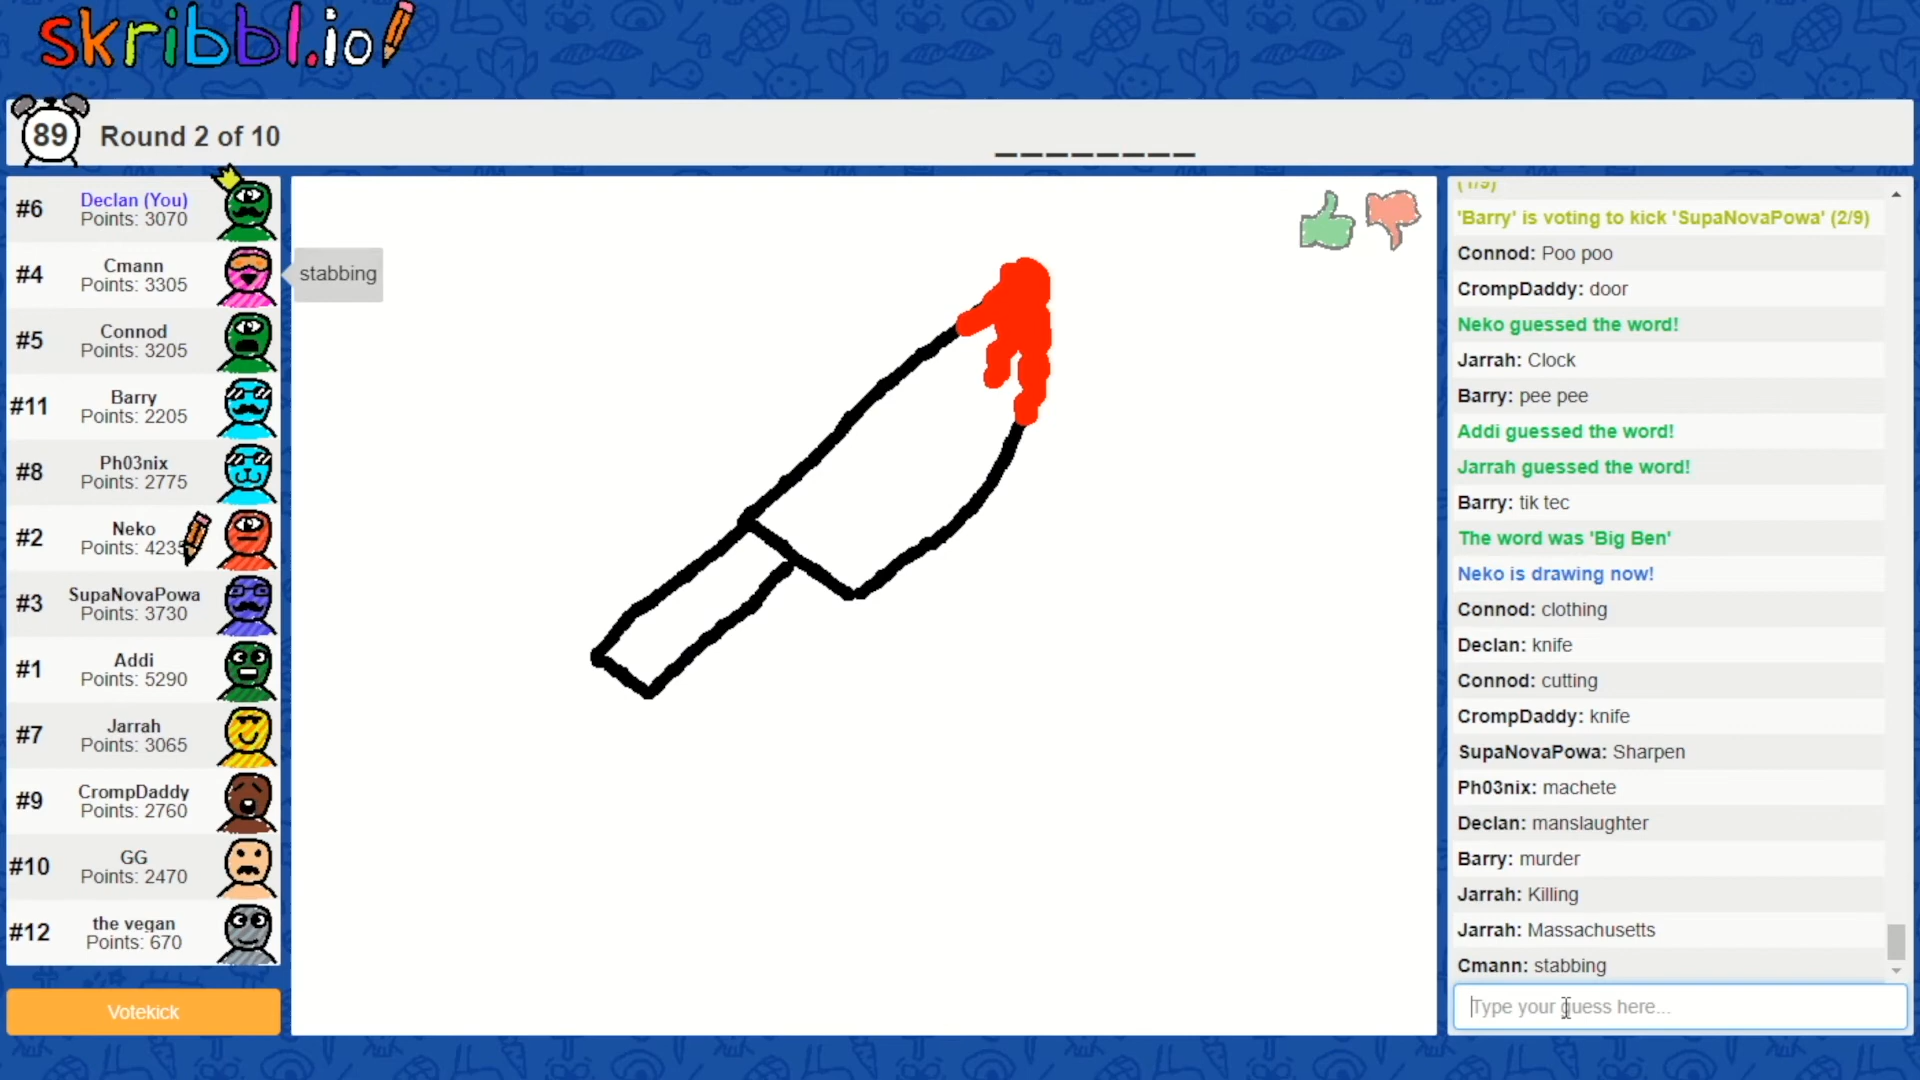 skribbl.io
89 Round 2 of 10
________
#6 Declan (You)
Points: 3070
#4 Cmann
Points: 3305
stabbing
#5 Connod
Points: 3205
#11 Barry
Points: 2205
#8 Ph03nix
Points: 2775
#2 Neko
Points: 4235
#3 SupaNovaPowa
Points: 3730
#1 Addi
Points: 5290
#7 Jarrah
Points: 3065
#9 CrompDaddy
Points: 2760
#10 GG
Points: 2470
#12 the vegan
Points: 670
Votekick
(1/9)
'Barry' is voting to kick 'SupaNovaPowa' (2/9)
Connod: Poo poo
CrompDaddy: door
Neko guessed the word!
Jarrah: Clock
Barry: pee pee
Addi guessed the word!
Jarrah guessed the word!
Barry: tik tec
The word was 'Big Ben'
Neko is drawing now!
Connod: clothing
Declan: knife
Connod: cutting
CrompDaddy: knife
SupaNovaPowa: Sharpen
Ph03nix: machete
Declan: manslaughter
Barry: murder
Jarrah: Killing
Jarrah: Massachusetts
Cmann: stabbing
Type your guess here...